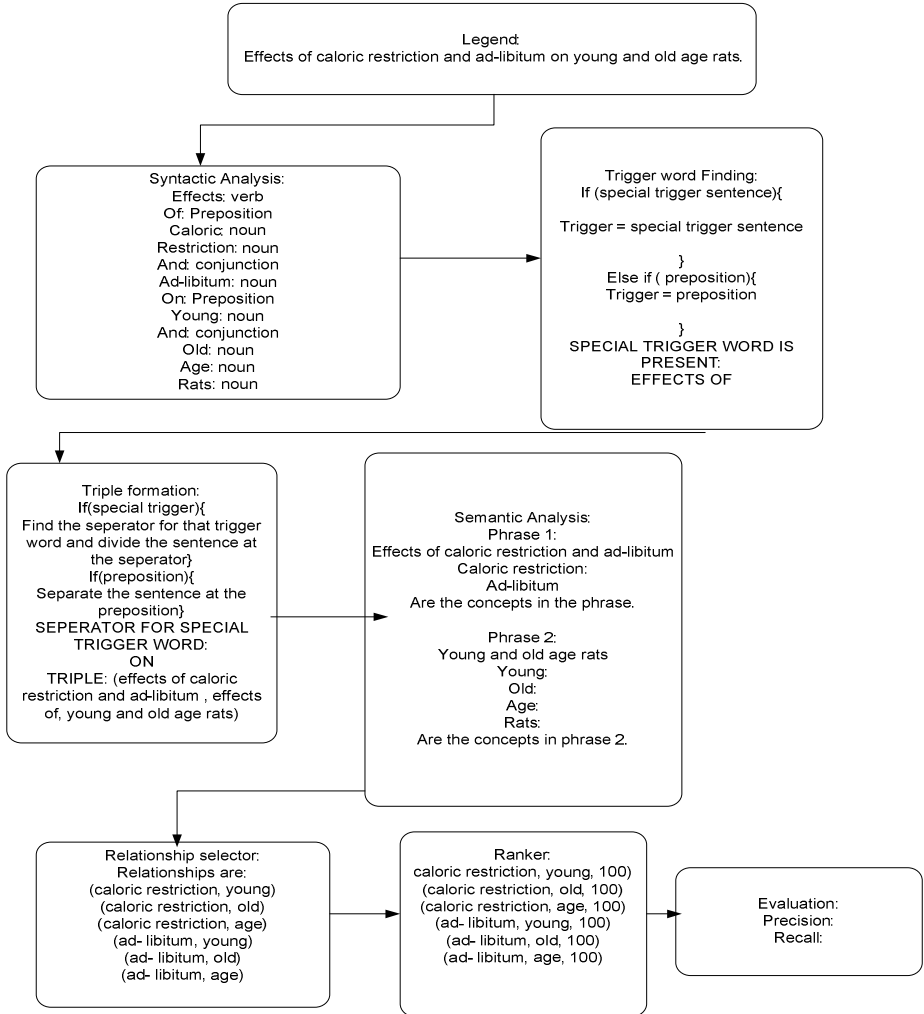 Legend:
Effects of caloric restriction and ad-libitum on young and old age rats.
Syntactic Analysis:
Effects: verb
Of: Preposition
Caloric: noun
Restriction: noun
And: conjunction
Ad-libitum: noun
On: Preposition
Young: noun
And: conjunction
Old: noun
Age: noun
Rats: noun
Trigger word Finding:
If (special trigger sentence){
Trigger = special trigger sentence
}
Else if ( preposition){
Trigger = preposition
}
SPECIAL TRIGGER WORD IS
PRESENT:
EFFECTS OF
Triple formation:
If(special trigger){
Find the seperator for that trigger
word and divide the sentence at
the seperator}
If(preposition){
Separate the sentence at the
preposition}
SEPERATOR FOR SPECIAL
TRIGGER WORD:
ON
TRIPLE: (effects of caloric
restriction and ad-libitum , effects
of, young and old age rats)
Semantic Analysis:
Phrase 1:
Effects of caloric restriction and ad-libitum
Caloric restriction:
Ad-libitum
Are the concepts in the phrase.
Phrase 2:
Young and old age rats
Young:
Old:
Age:
Rats:
Are the concepts in phrase 2.
Relationship selector:
Relationships are:
(caloric restriction, young)
(caloric restriction, old)
(caloric restriction, age)
(ad- libitum, young)
(ad- libitum, old)
(ad- libitum, age)
Ranker:
caloric restriction, young, 100)
(caloric restriction, old, 100)
(caloric restriction, age, 100)
(ad- libitum, young, 100)
(ad- libitum, old, 100)
(ad- libitum, age, 100)
Evaluation:
Precision:
Recall: